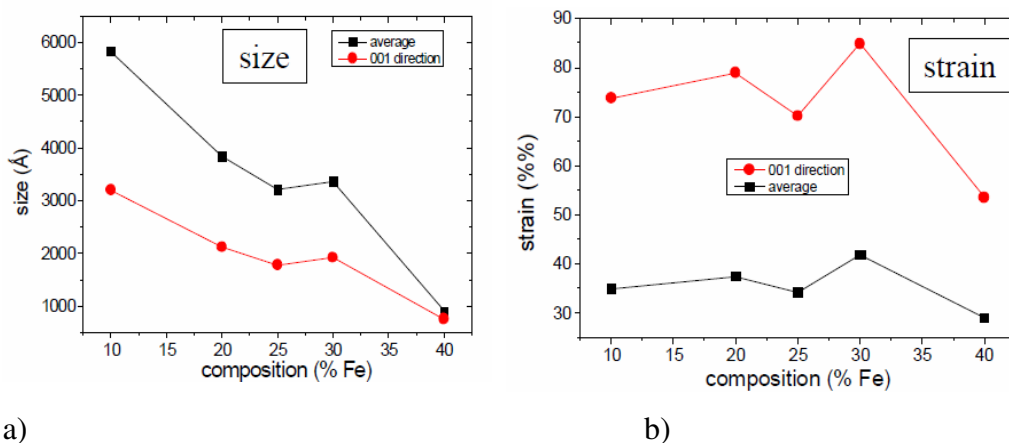 size
average
001 direction
6000
5000
4000
3000
2000
1000
size (Å)
10
15
20
25
30
35
40
composition (% Fe)
a)
strain
001 direction
average
90
80
70
60
50
40
30
strain (%%)
10
15
20
25
30
35
40
composition (% Fe)
b)